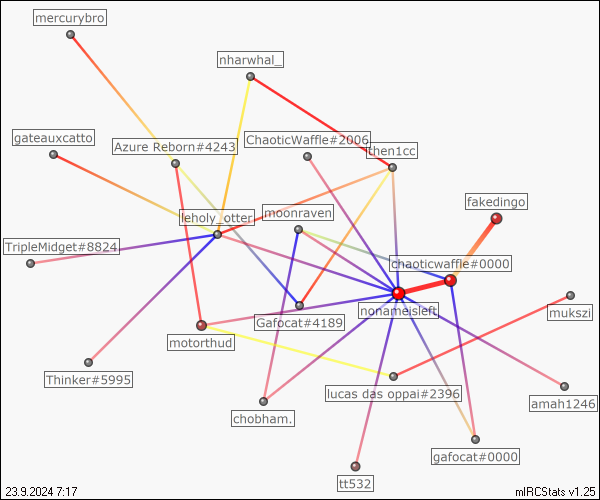 mercurybro
nharwhal_
gateauxcatto
Azure Reborn#4243
ChaoticWaffle#2006
then1cc
fakedingo
leholy_otter
moonraven
TripleMidget#8824
chaoticwaffle#0000
nonameisleft
mukszi
Gafocat#4189
motorthud
Thinker#5995
lucas das oppai#2396
amah1246
chobham.
gafocat#0000
tt532
23.9.2024 7:17
mIRCStats v1.25